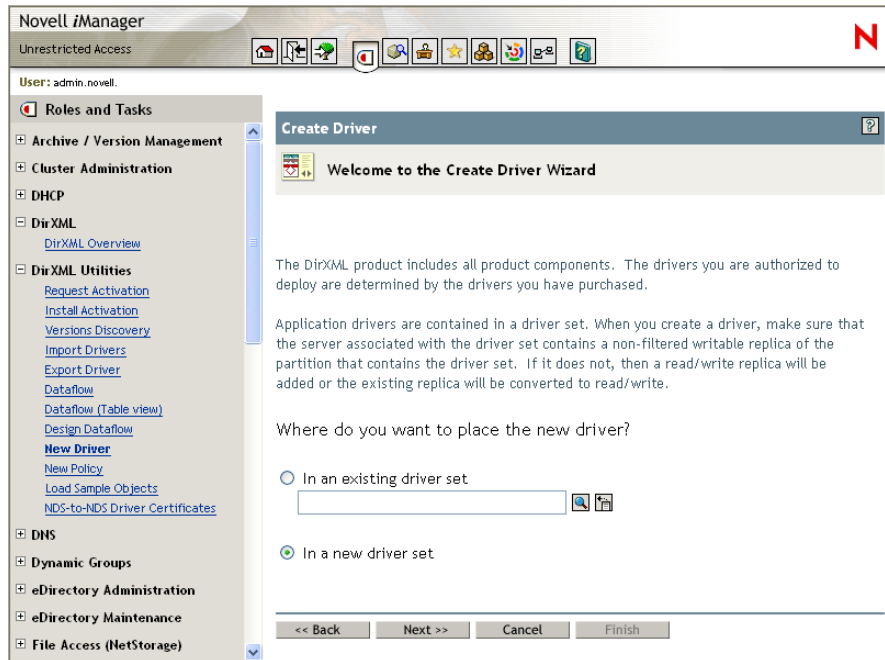 Novell iManager
Unrestricted Access
N
User: admin.novell.
Roles and Tasks
Archive / Version Management
Cluster Administration
DHCP
DirXML
DirXML Overview
DirXML Utilities
Request Activation
Install Activation
Versions Discovery
Import Drivers
Export Driver
Dataflow
Dataflow (Table view)
Design Dataflow
New Driver
New Policy
Load Sample Objects
NDS-to-NDS Driver Certificates
DNS
Dynamic Groups
eDirectory Administration
eDirectory Maintenance
File Access (NetStorage)
Create Driver
?
Welcome to the Create Driver Wizard
The DirXML product includes all product components. The drivers you are authorized to
deploy are determined by the drivers you have purchased.
Application drivers are contained in a driver set. When you create a driver, make sure that
the server associated with the driver set contains a non-filtered writable replica of the
partition that contains the driver set. If it does not, then a read/write replica will be
added or the existing replica will be converted to read/write.
Where do you want to place the new driver?
In an existing driver set
In a new driver set
<< Back
Next >>
Cancel
Finish